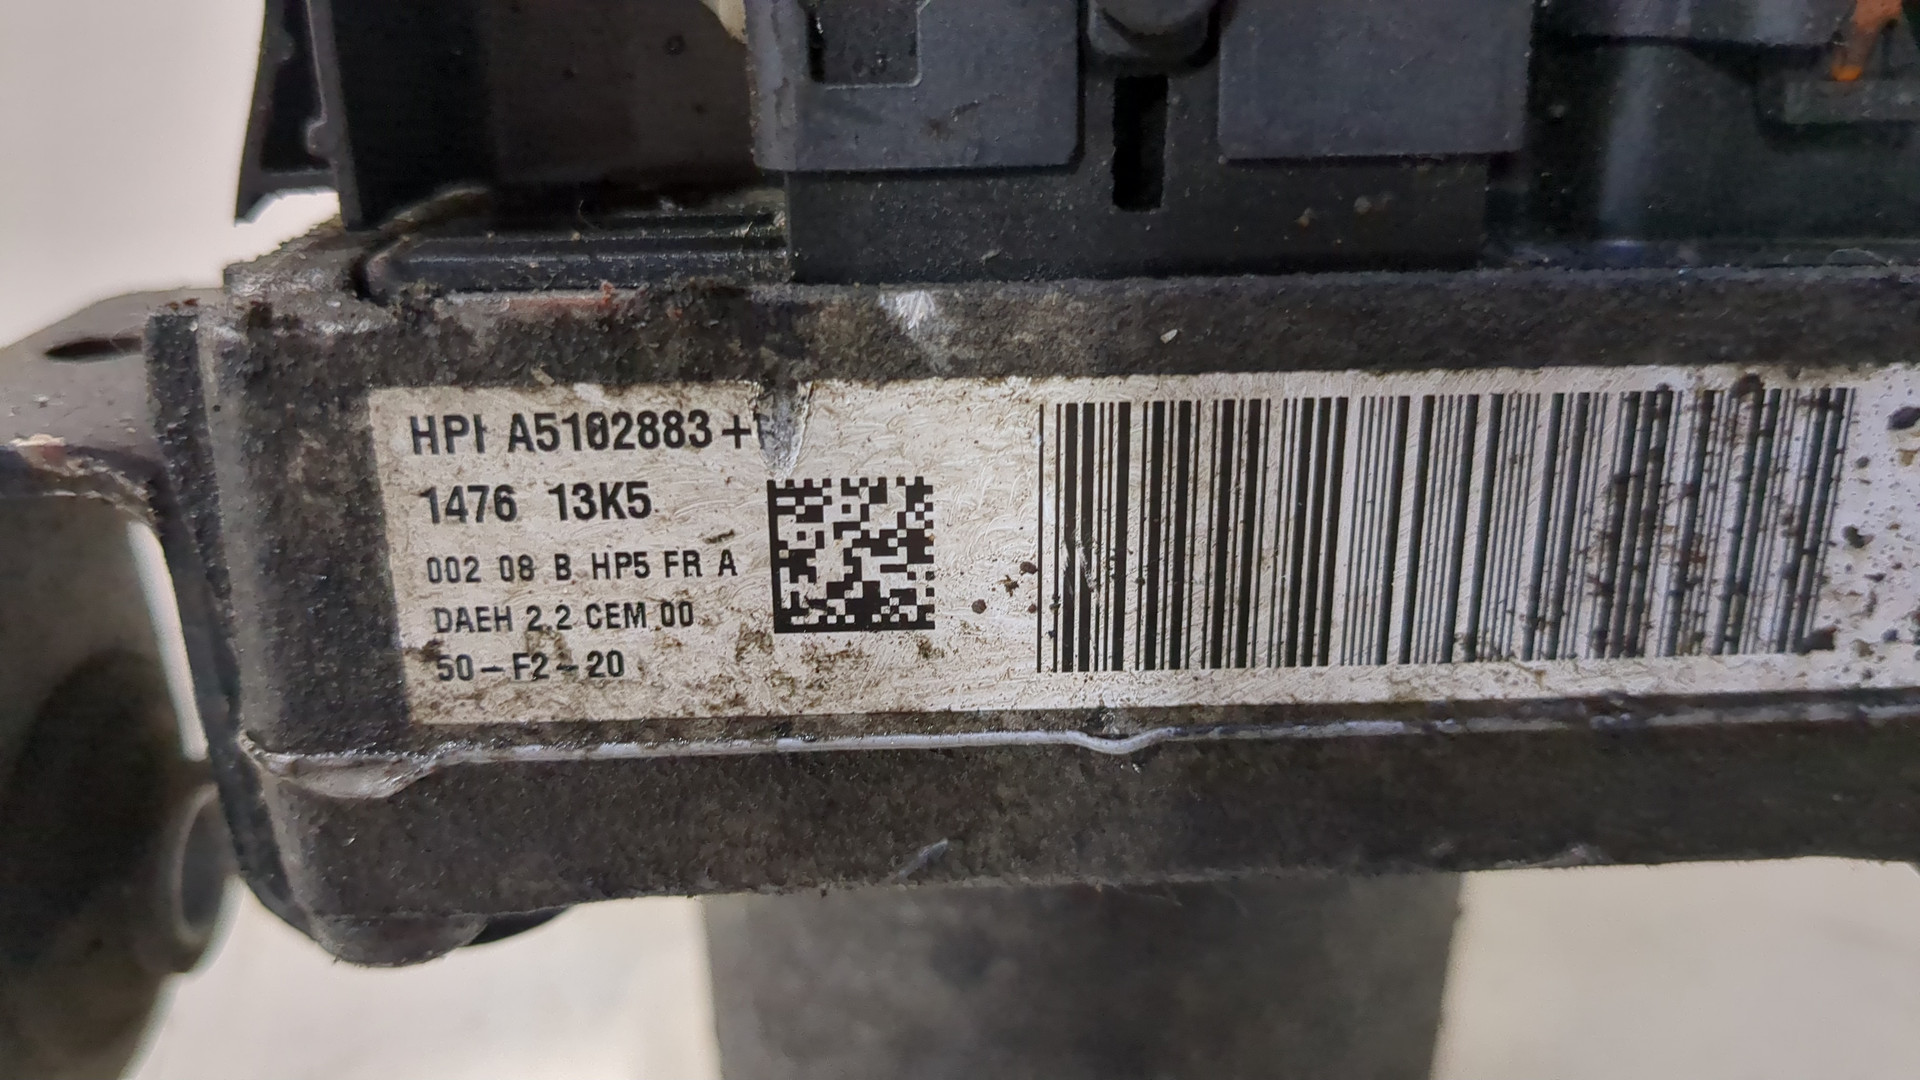 HPI A5102883+
1476 13K5
002 08 B HP5 FR A
DAEH 2.2 CEM 00
50-F2-20